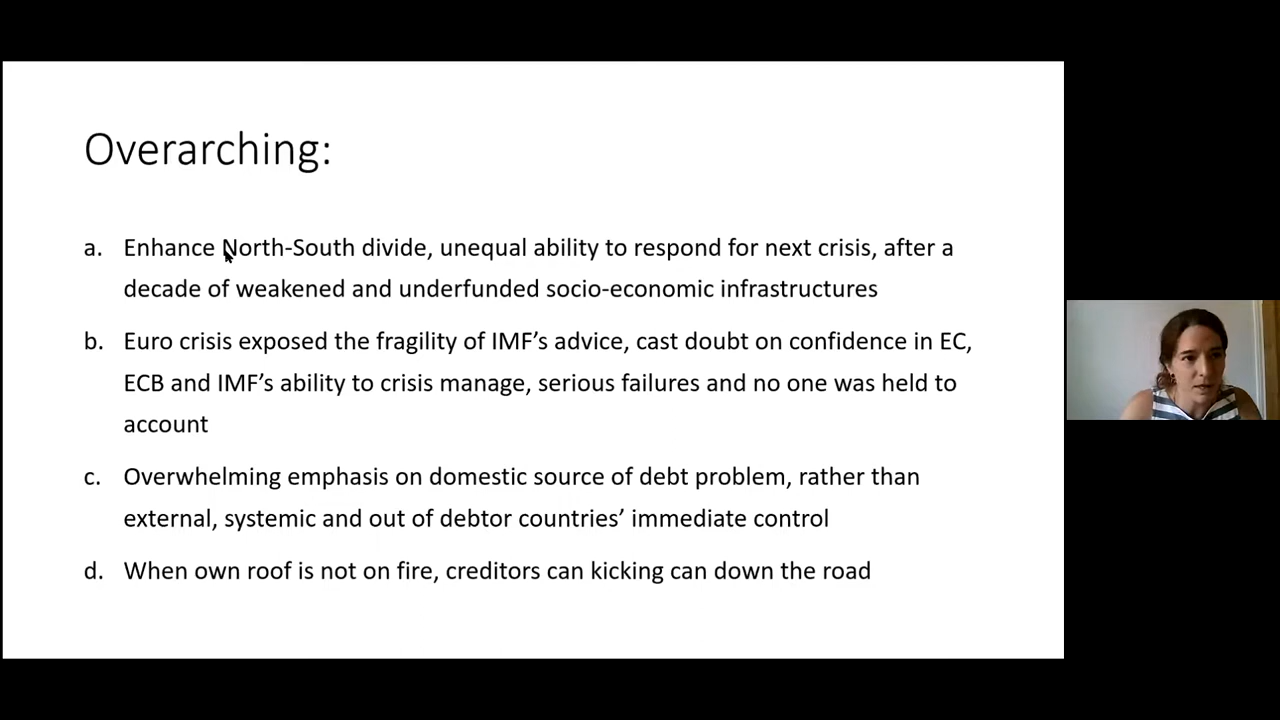 Overarching:
a. Enhance North-South divide, unequal ability to respond for next crisis, after a
decade of weakened and underfunded socio-economic infrastructures
b. Euro crisis exposed the fragility of IMF’s advice, cast doubt on confidence in EC,
ECB and IMF’s ability to crisis manage, serious failures and no one was held to
account
c. Overwhelming emphasis on domestic source of debt problem, rather than
external, systemic and out of debtor countries’ immediate control
d. When own roof is not on fire, creditors can kicking can down the road